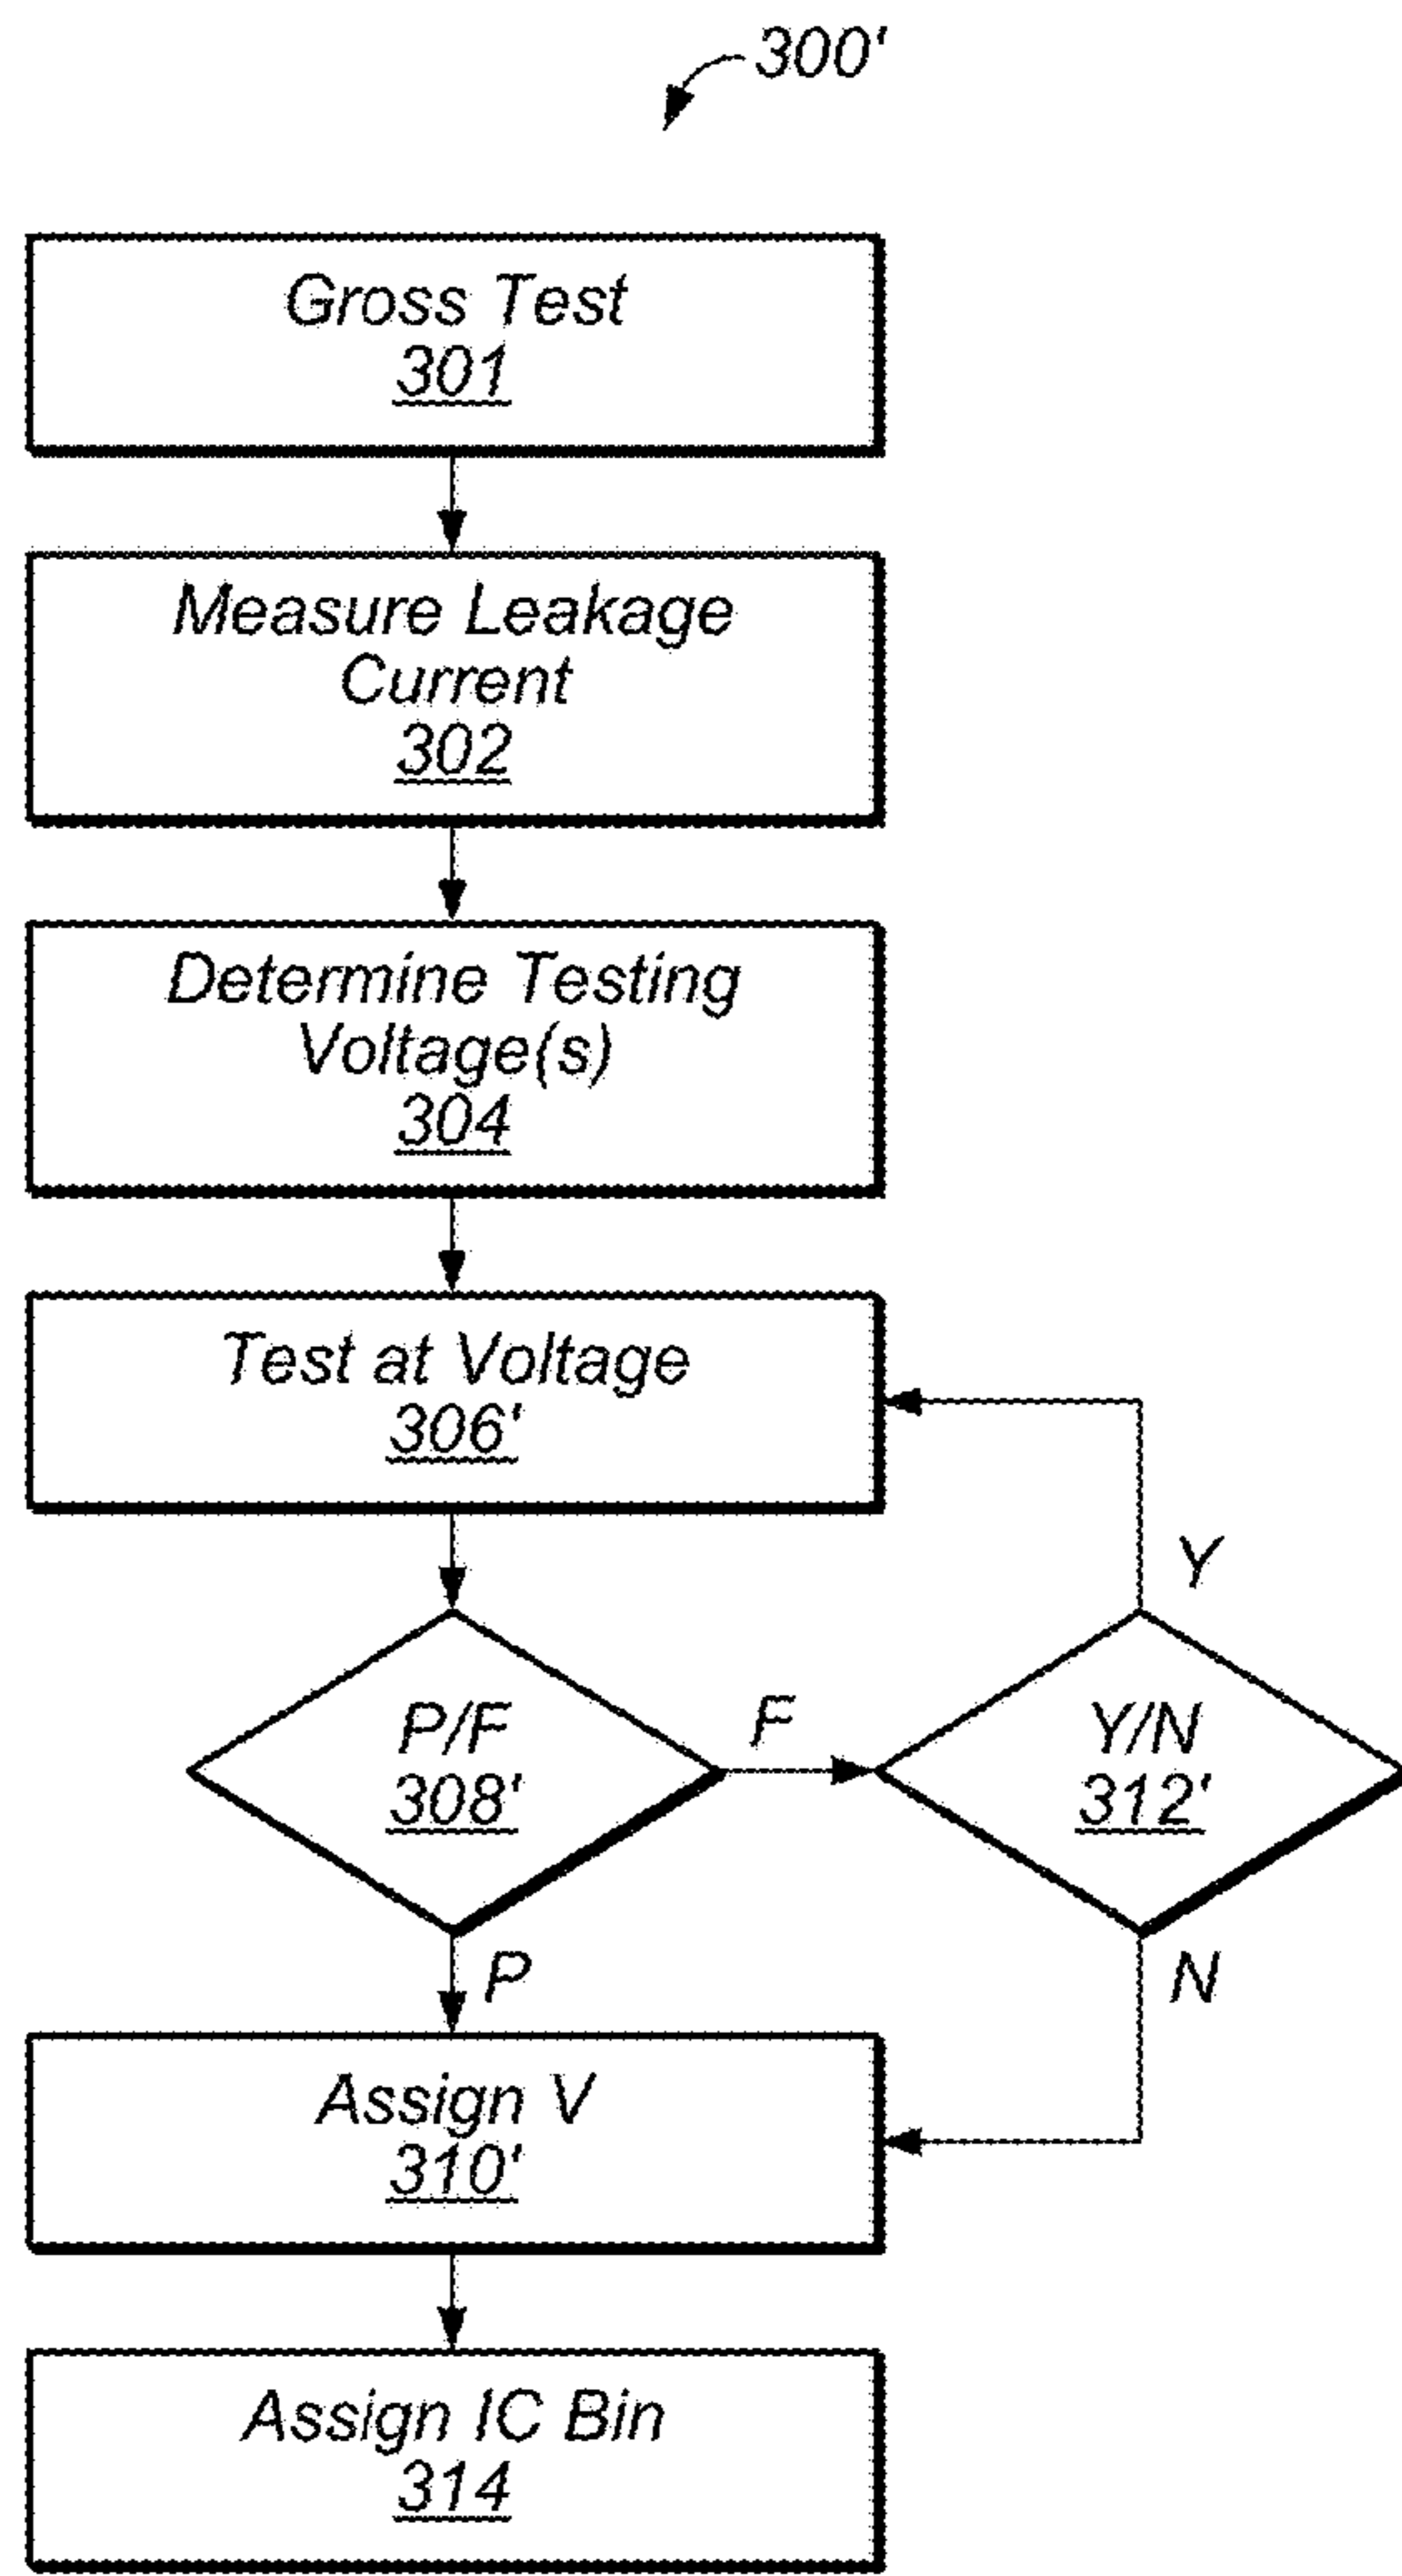 300'
Gross Test
301
Measure Leakage
Current
302
Determine Testing
Voltage(s)
304
Test at Voltage
306'
Y
P/F
308'
F
Y/N
312'
P
N
Assign V
310'
Assign IC Bin
314